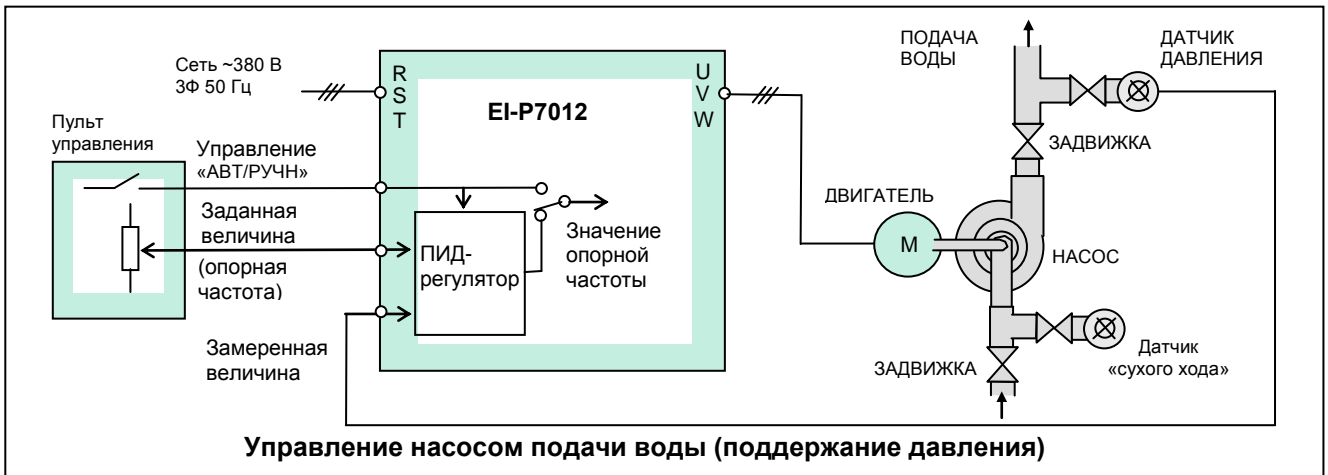 Сеть ~380 В
3Ф 50 Гц
R
S
T
EI-P7012
U
V
W
Пульт
управления
Управление
«АВТ/РУЧН»
Заданная
величина
(опорная
частота)
ПИД-
регулятор
Значение
опорной
частоты
Замеренная
величина
ПОДАЧА
ВОДЫ
ДАТЧИК
ДАВЛЕНИЯ
ЗАДВИЖКА
ДВИГАТЕЛЬ
М
НАСОС
ЗАДВИЖКА
Датчик
«сухого хода»
Управление насосом подачи воды (поддержание давления)